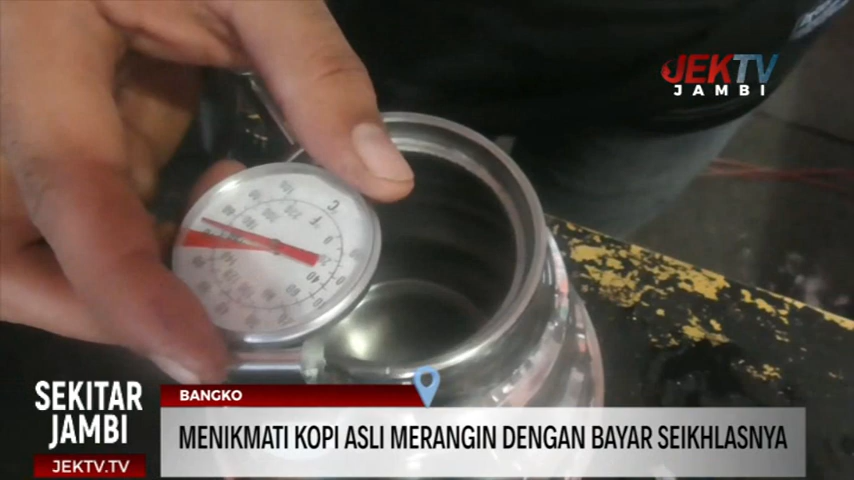 JEKTV
JAMBI
°C
°F
SEKITAR
JAMBI
JEKTV.TV
BANGKO
MENIKMATI KOPI ASLI MERANGIN DENGAN BAYAR SEIKHLASNYA